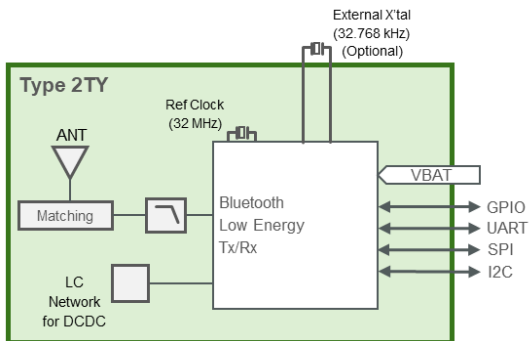 External X'tal
(32.768 kHz)
(Optional)
Type 2TY
Ref Clock
(32 MHz)
ANT
VBAT
Matching
Bluetooth
Low Energy
Tx/Rx
GPIO
UART
SPI
I2C
LC
Network
for DCDC